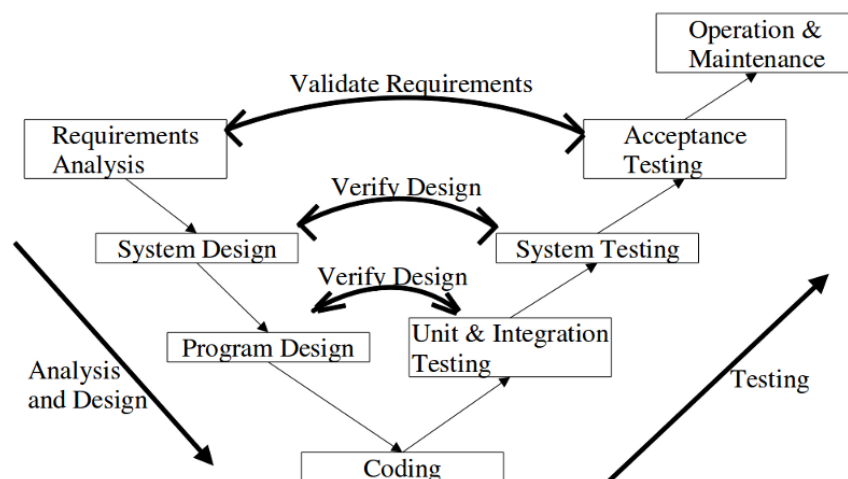 Operation &
Maintenance
Validate Requirements
Requirements
Analysis
Acceptance
Testing
Verify Design
System Design
System Testing
Verify Design
Program Design
Unit & Integration
Testing
Analysis
and Design
Testing
Coding